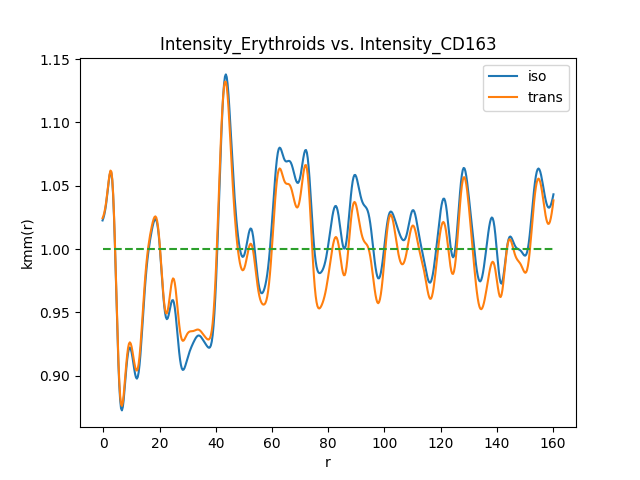 Intensity_Erythroids vs. Intensity_CD163
iso
trans
kmm(r)
1.15
1.10
1.05
1.00
0.95
0.90
0 20 40 60 80 100 120 140 160
r